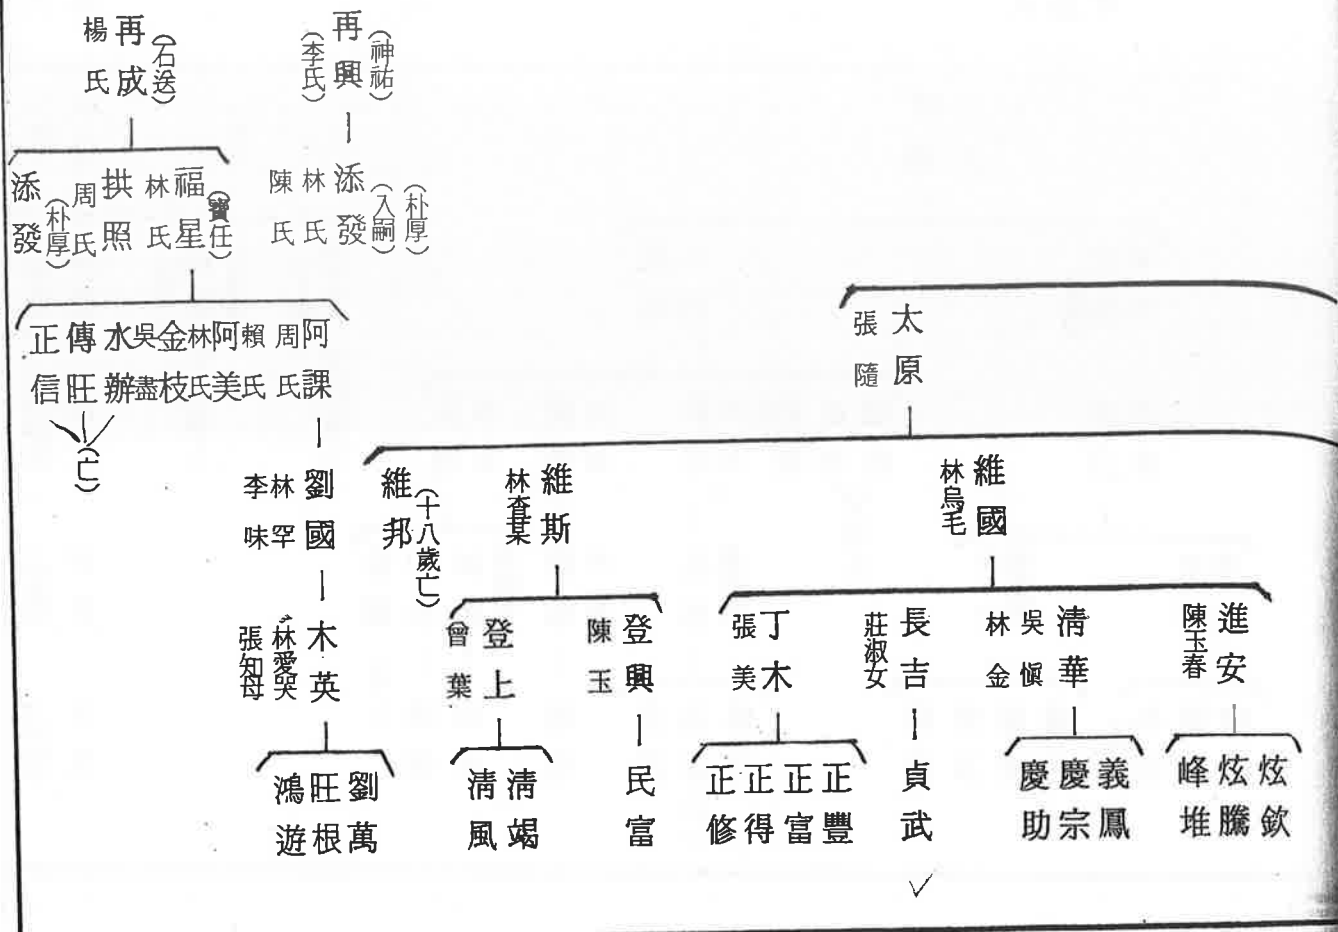 再興
(神祐)
(李氏)
再成
(石送)
楊氏
(朴厚)
(入嗣)
添發
林氏
陳氏
(寶任)
福星
林氏
拱照
周氏
(朴厚)
添發
太原
張隨
阿課
周氏
賴氏
阿美
林氏
金枝
吳盡
水辦
傳旺
正信
(亡)
維國
林烏毛
維斯
林查某
(十八歲亡)
維邦
劉國
林罕
李味
進安
陳玉春
清華
吳愼
林金
長吉
莊淑女
丁木
張美
登興
陳玉
登上
曾葉
木英
林愛哭
張知母
炫欽
炫騰
峰堆
義鳳
慶宗
慶助
貞武
正豐
正富
正得
正修
民富
清竭
清風
劉萬
旺根
鴻遊